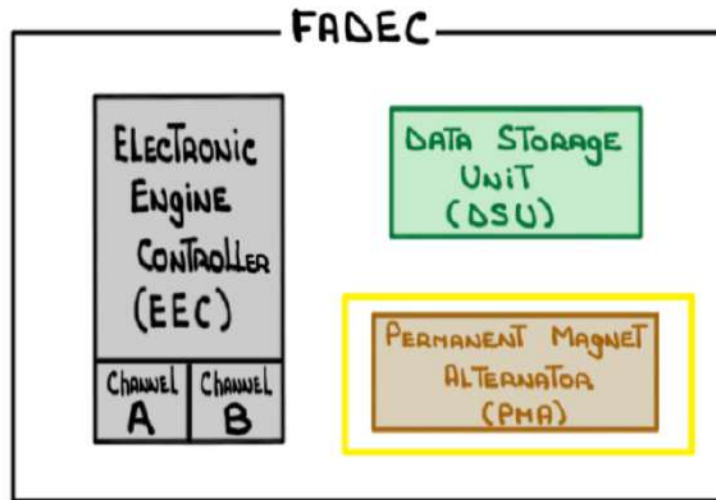 FADEC
ELECTRONIC
ENGINE
CONTROLLER
(EEC)
CHANNEL
A
CHANNEL
B
DATA STORAGE
UNIT
(DSU)
PERMANENT MAGNET
ALTERNATOR
(PMA)